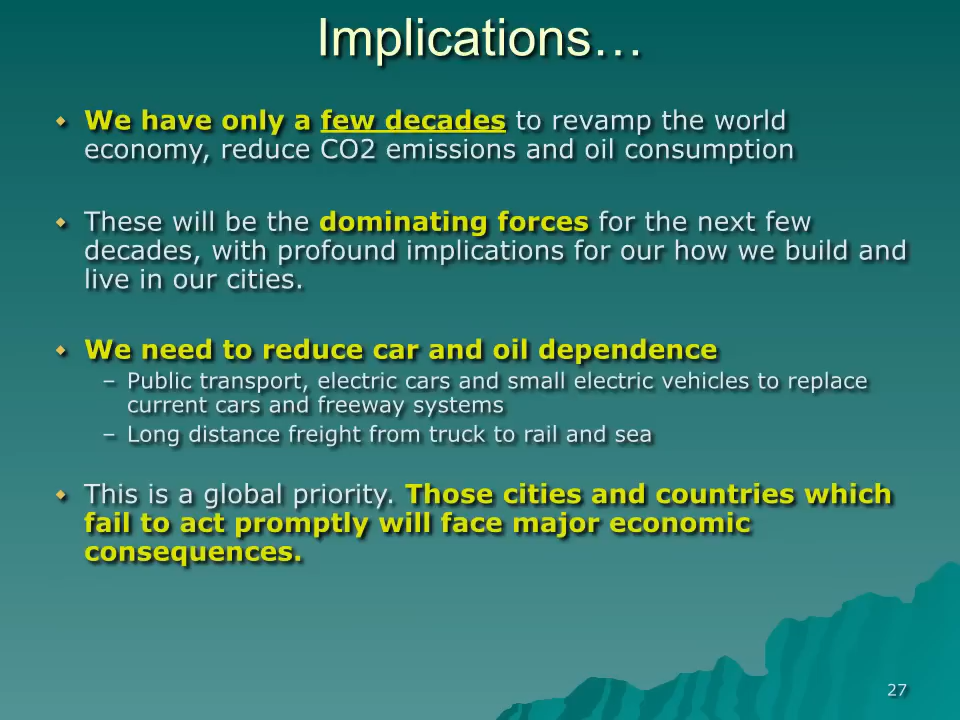 Implications…
We have only a few decades to revamp the world
economy, reduce CO2 emissions and oil consumption
These will be the dominating forces for the next few
decades, with profound implications for our how we build and
live in our cities.
We need to reduce car and oil dependence
– Public transport, electric cars and small electric vehicles to replace
current cars and freeway systems
– Long distance freight from truck to rail and sea
This is a global priority. Those cities and countries which
fail to act promptly will face major economic
consequences.
27